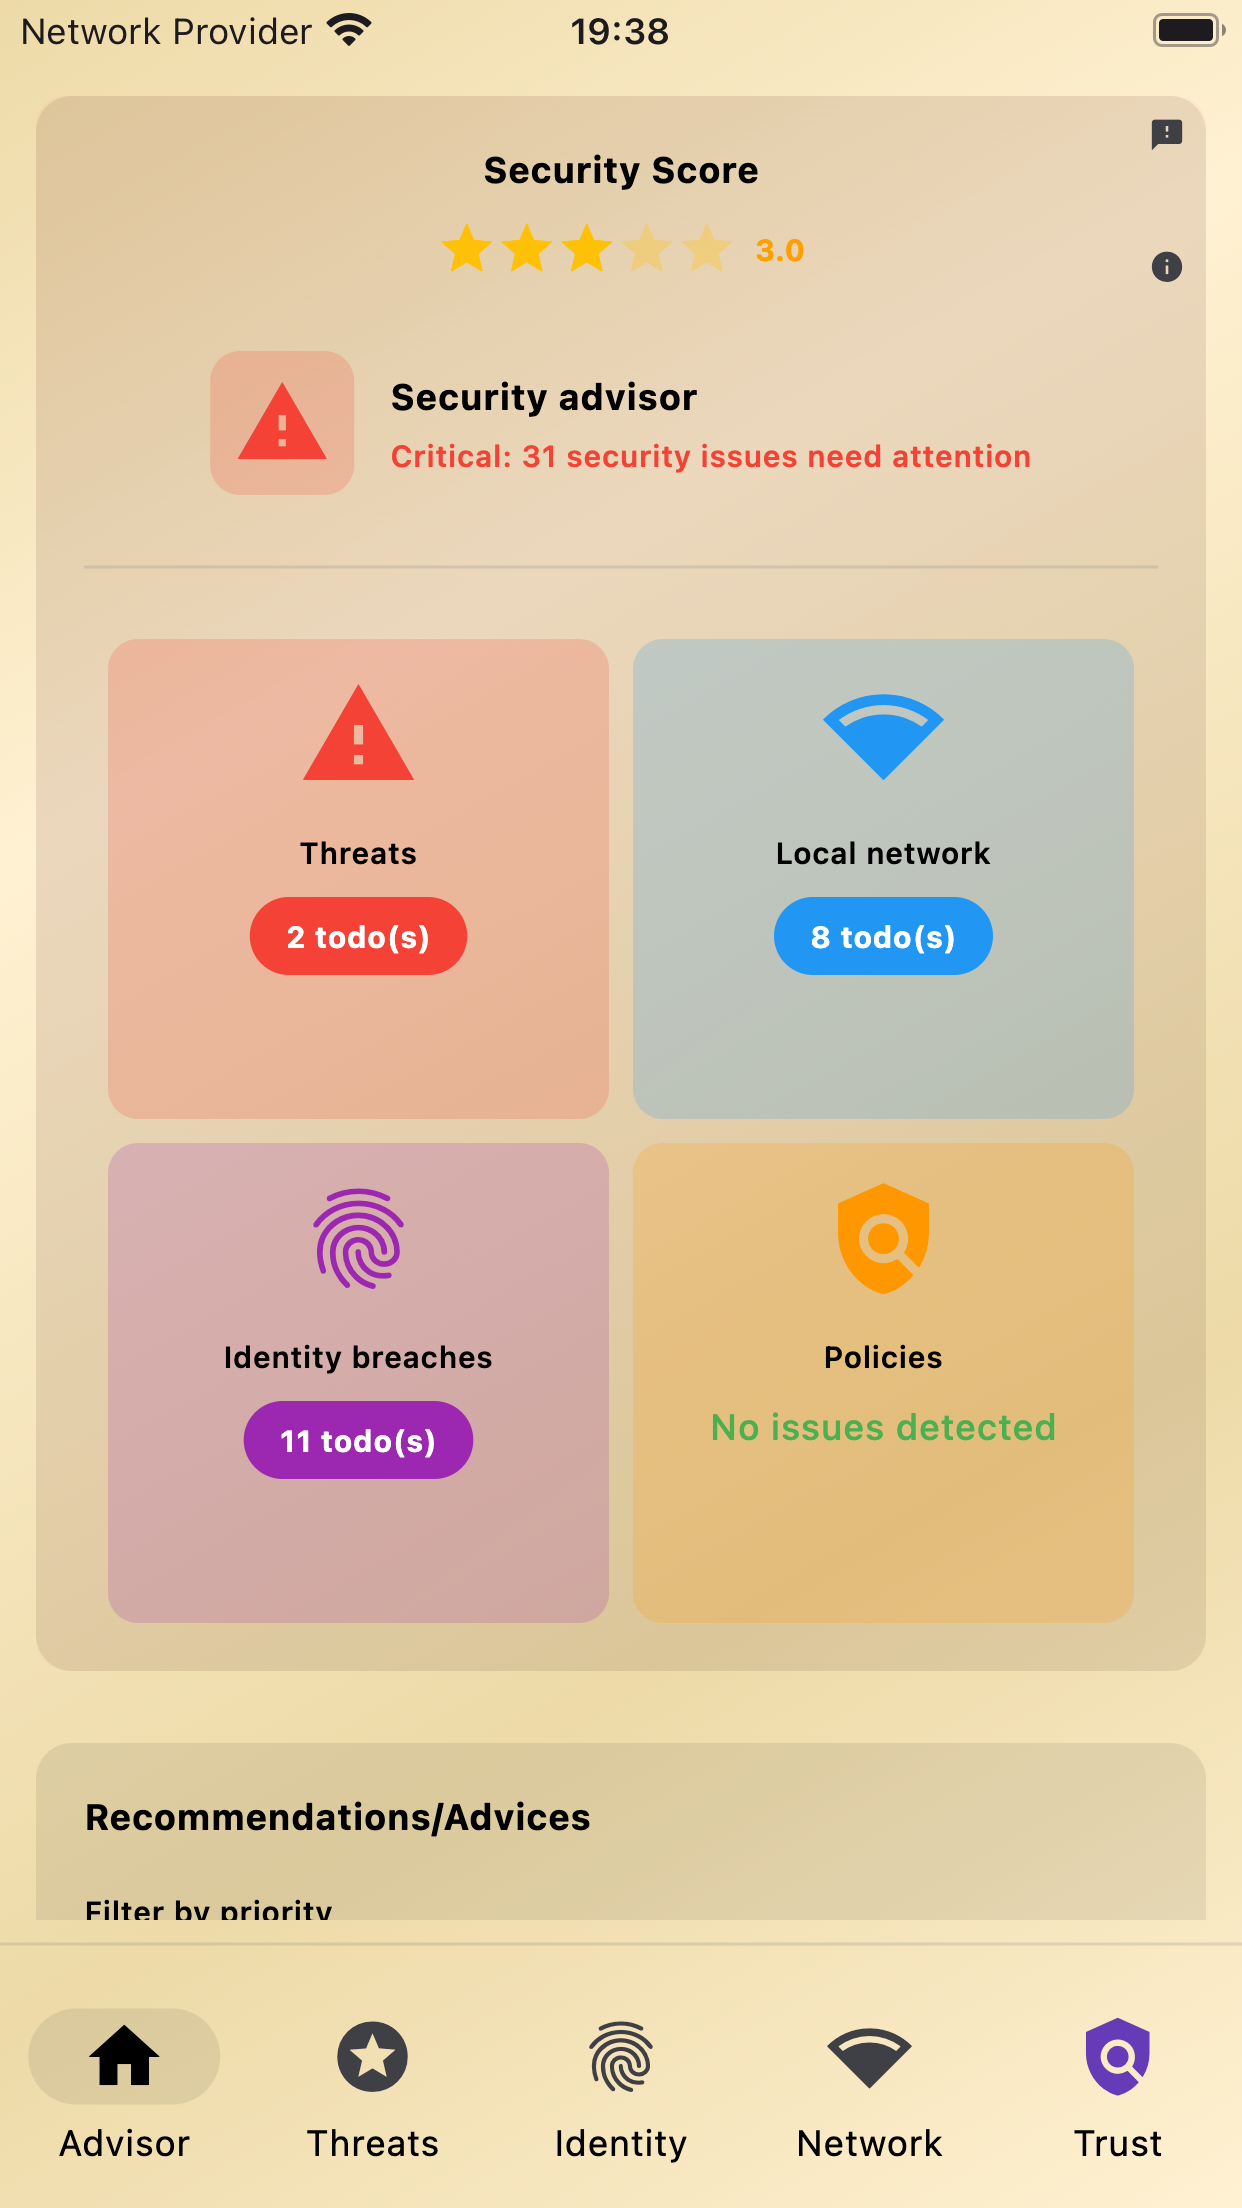 Network Provider
19:38
Security Score
3.0
Security advisor
Critical: 31 security issues need attention
Threats
2 todo(s)
Local network
8 todo(s)
Identity breaches
11 todo(s)
Policies
No issues detected
Recommendations/Advices
Filter by priority
Advisor
Threats
Identity
Network
Trust